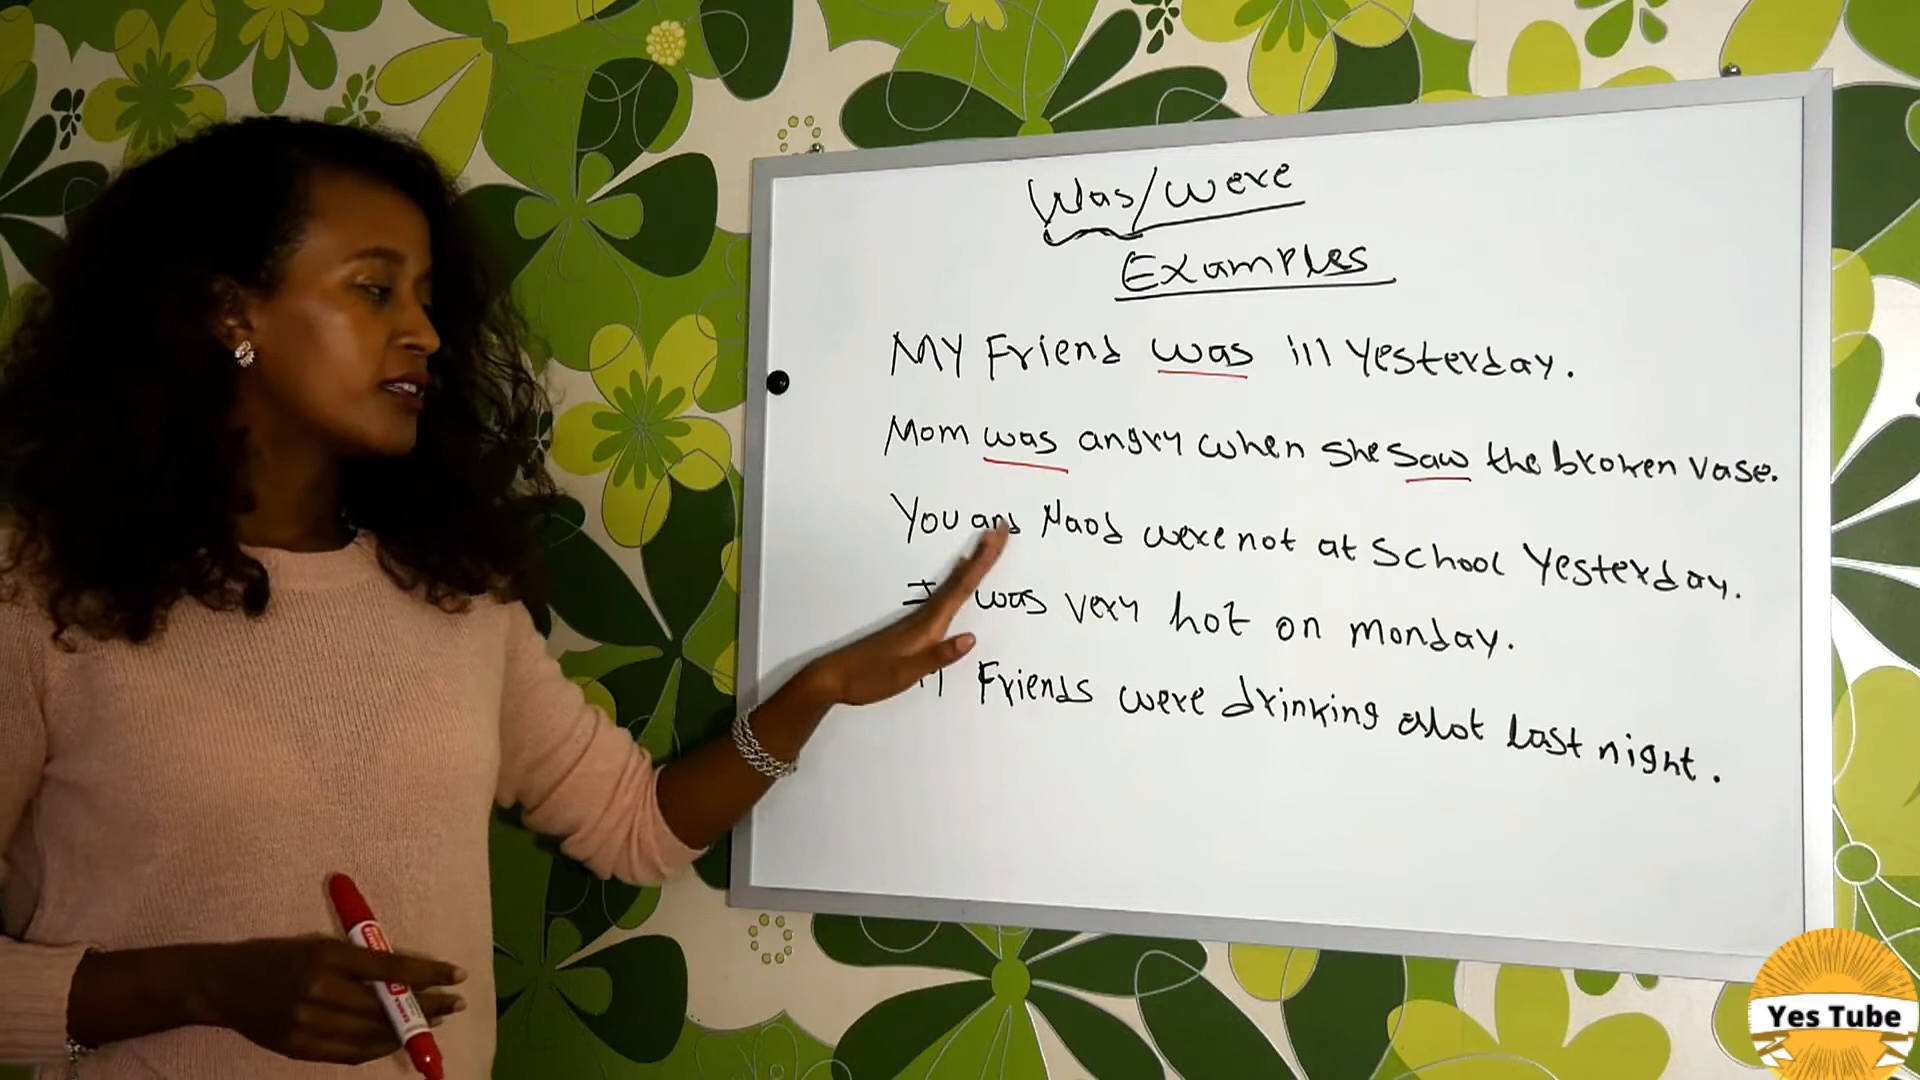 Was/were
Examples
MY Friend was ill Yesterday.
Mom was angry when she saw the broken vase.
You and Naod were not at School Yesterday.
was very hot on monday.
Friends were drinking alot last night.
Yes Tube